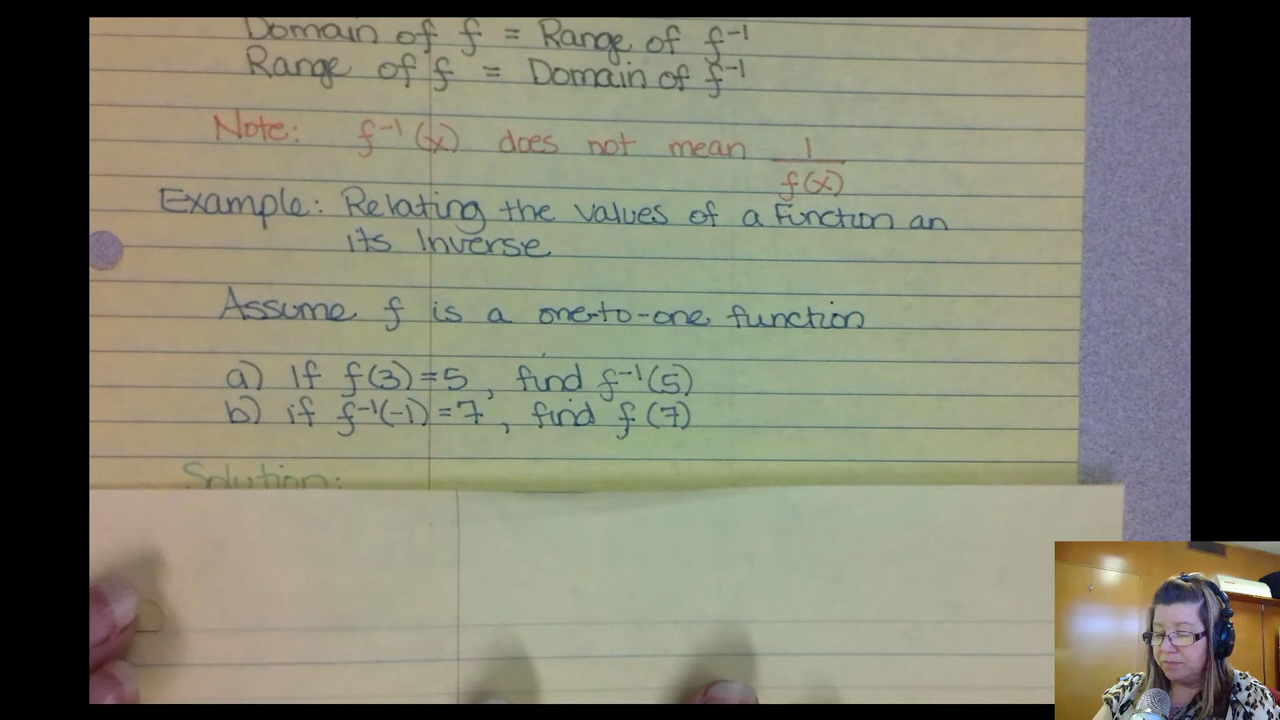 Domain of f = Range of f⁻¹
Range of f = Domain of f⁻¹
Note: f⁻¹(x) does not mean 1/f(x)
Example: Relating the values of a Function an
its Inverse
Assume f is a one-to-one function
a) If f(3)=5, find f⁻¹(5)
b) if f⁻¹(-1)=7, find f(7)
Solution: